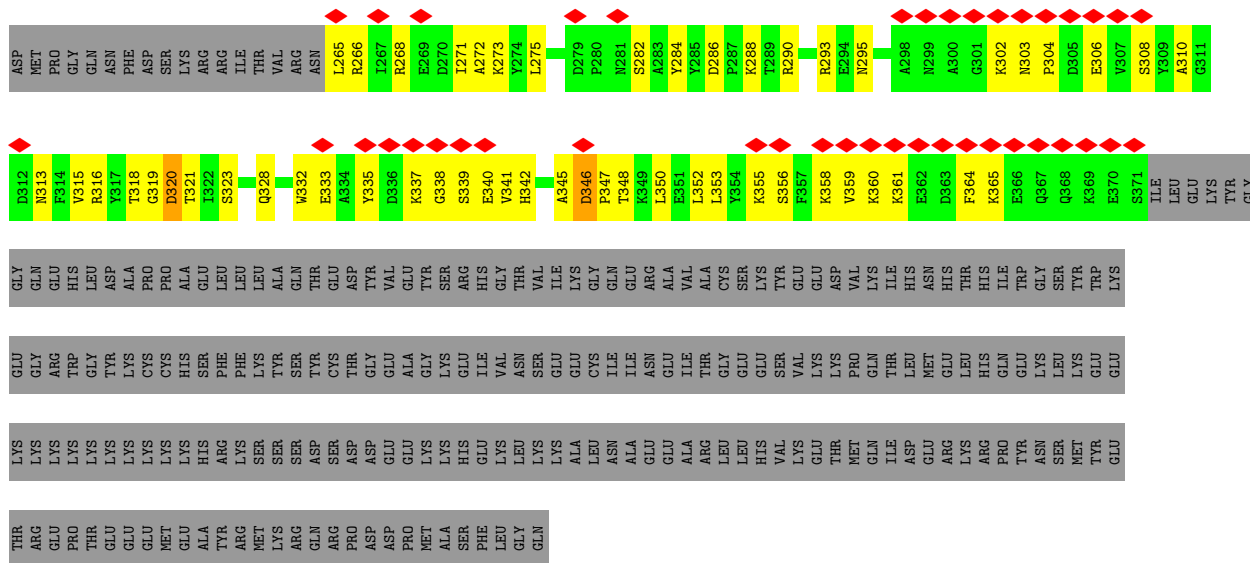 ASP MET PRO GLY GLN ASN PHE ASP SER LYS ARG ARG ILE THR VAL ARG ASN L265 R266 I267 R268 E269 D270 I271 A272 K273 Y274 L275 D279 P280 N281 S282 A283 Y284 Y285 D286 P287 K288 T289 R290 R293 E294 N295 A298 N299 A300 G301 K302 N303 P304 D305 E306 V307 S308 Y309 A310 G311
D312 N313 F314 V315 R316 Y317 T318 G319 D320 T321 I322 S323 Q328 W332 E333 A334 Y335 D336 K337 G338 S339 E340 V341 H342 A345 D346 P347 T348 K349 L350 E351 L352 L353 Y354 K355 S356 F357 K358 V359 K360 K361 E362 D363 F364 K365 E366 Q367 Q368 K369 E370 S371 ILE LEU GLU LYS TYR GLY
GLY GLN GLU HIS LEU ASP ALA PRO PRO ALA GLU LEU LEU LEU ALA GLN THR GLU ASP TYR VAL GLU TYR SER ARG HIS GLY THR VAL ILE LYS GLY GLN GLU ARG ALA VAL ALA CYS SER LYS TYR GLU GLU ASP VAL LYS ILE HIS ASN HIS THR HIS ILE TRP GLY SER TYR TRP LYS
GLU GLY ARG TRP GLY TYR LYS CYS CYS HIS SER PHE PHE LYS TYR SER TYR CYS THR GLY GLU ALA GLY LYS GLU ILE VAL ASN SER GLU GLU CYS ILE ILE ASN GLU ILE THR GLY GLU GLU SER VAL LYS LYS PRO GLN THR LEU MET GLU LEU HIS GLN GLU LYS LEU LYS GLU GLU
LYS LYS LYS LYS LYS LYS LYS LYS LYS HIS ARG LYS SER SER SER ASP SER ASP ASP GLU GLU LYS LYS HIS GLU LYS LEU LYS LYS ALA LEU ASN ALA GLU GLU ALA ARG LEU LEU HIS VAL LYS GLU THR MET GLN ILE ASP GLU ARG LYS ARG PRO TYR ASN SER MET TYR GLU
THR ARG GLU PRO THR GLU GLU GLU MET GLU ALA TYR ARG MET LYS ARG GLN ARG PRO ASP ASP PRO MET ALA SER PHE LEU GLY GLN